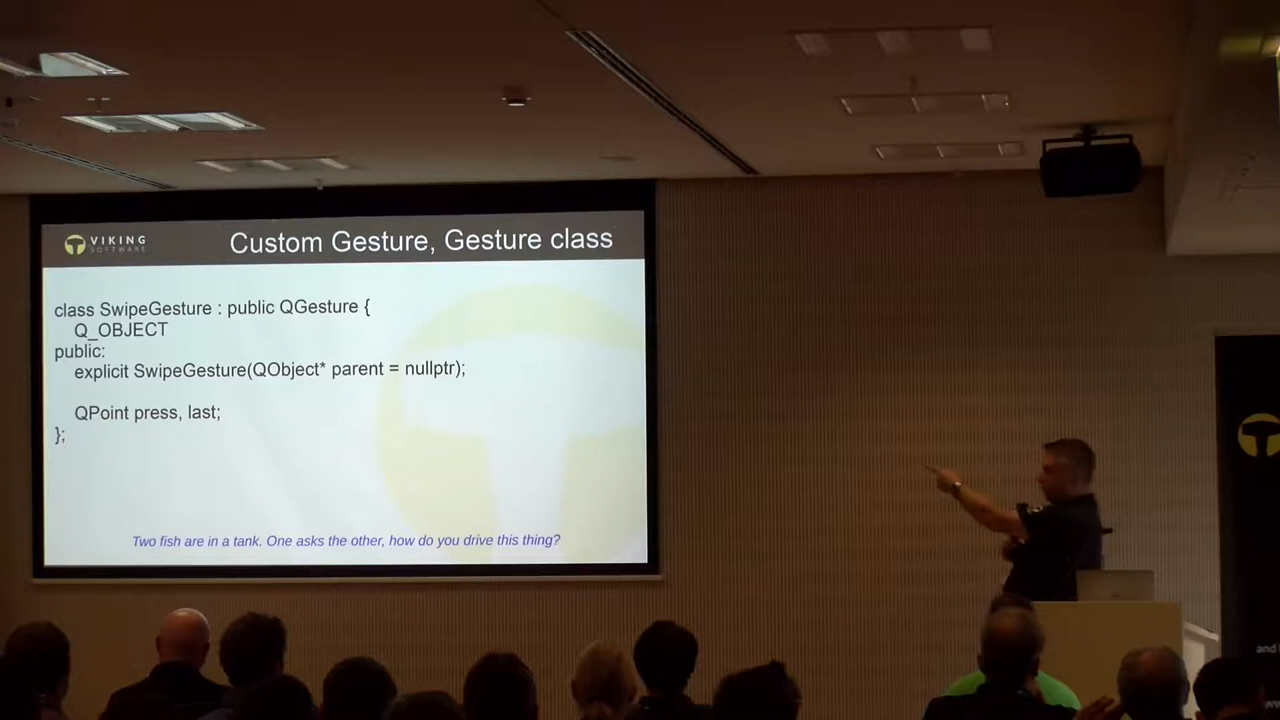 VIKING
SOFTWARE
Custom Gesture, Gesture class
class SwipeGesture : public QGesture {
Q_OBJECT
public:
explicit SwipeGesture(QObject* parent = nullptr);
QPoint press, last;
};
Two fish are in a tank. One asks the other, how do you drive this thing?
and